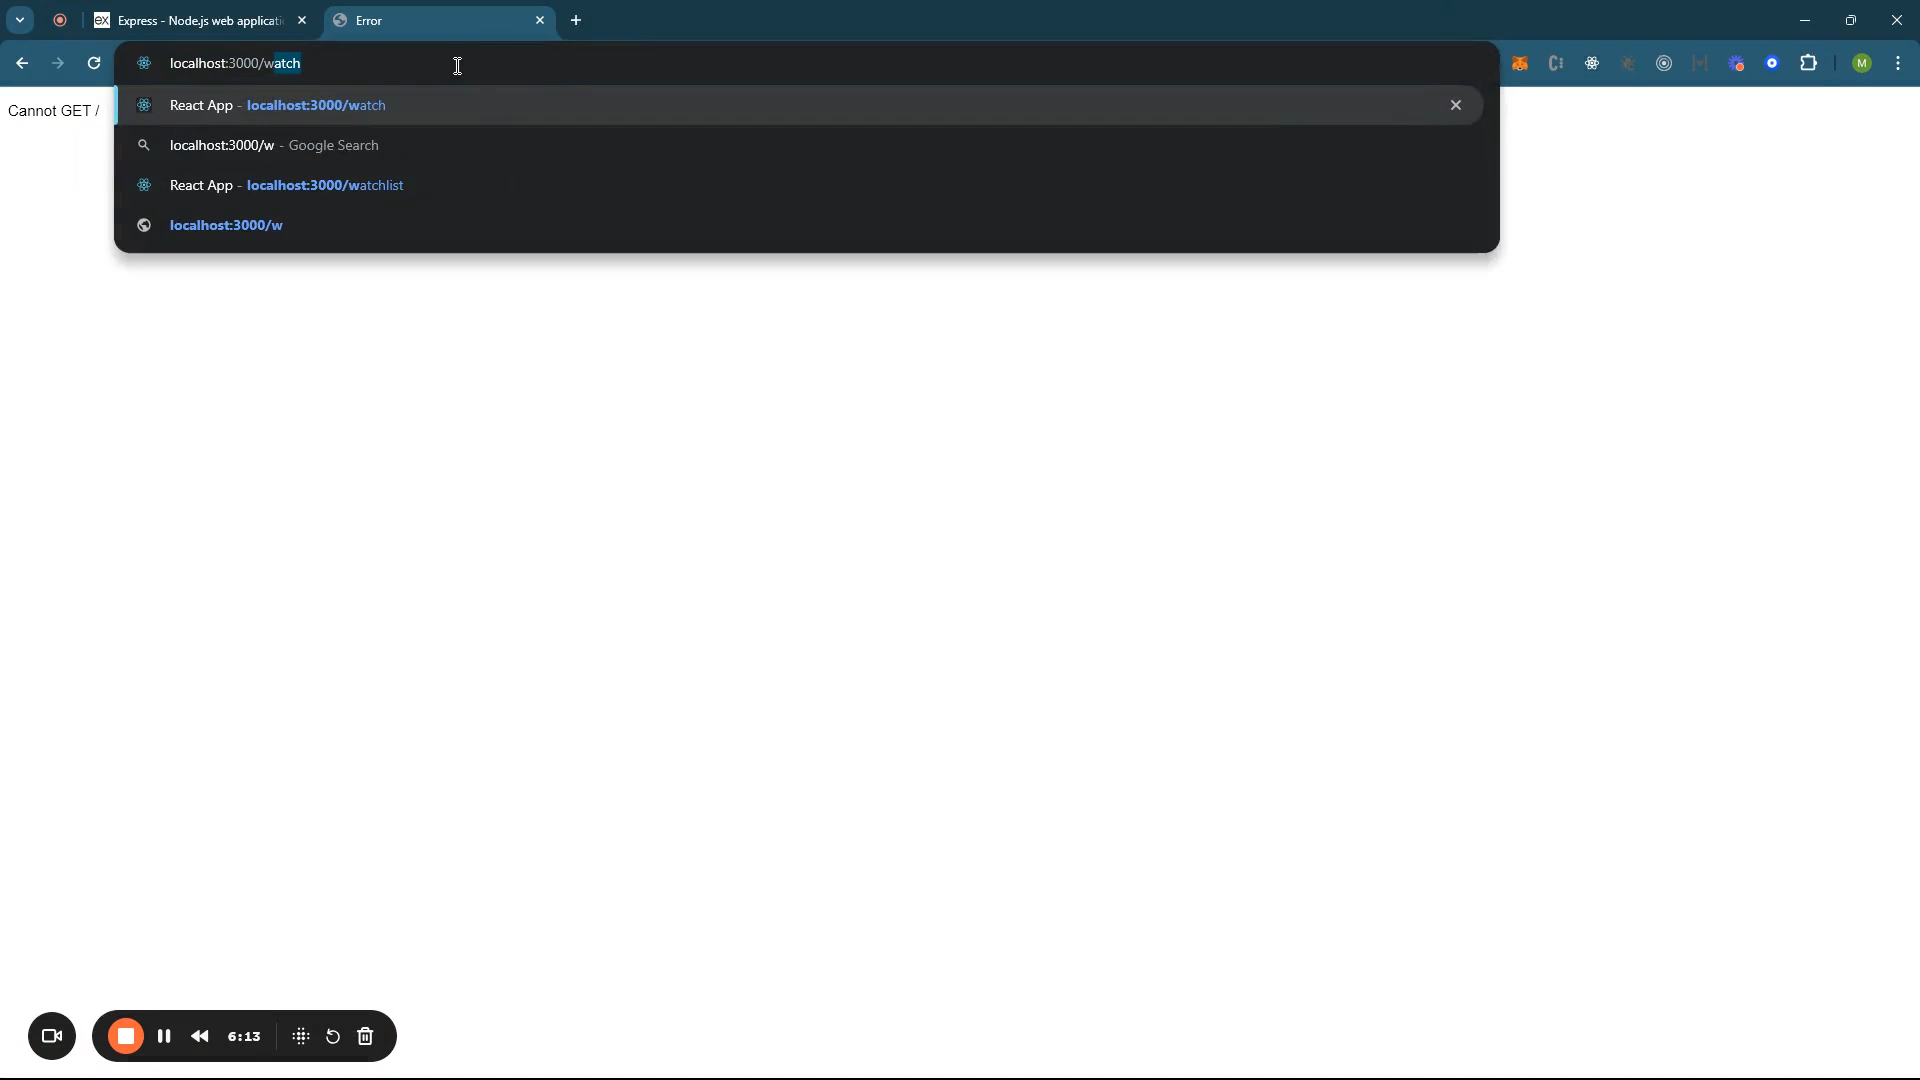 Express - Node.js web applicati
Error
localhost:3000/watch
M
Cannot GET /
React App - localhost:3000/watch
localhost:3000/w - Google Search
React App - localhost:3000/watchlist
localhost:3000/w
6:13